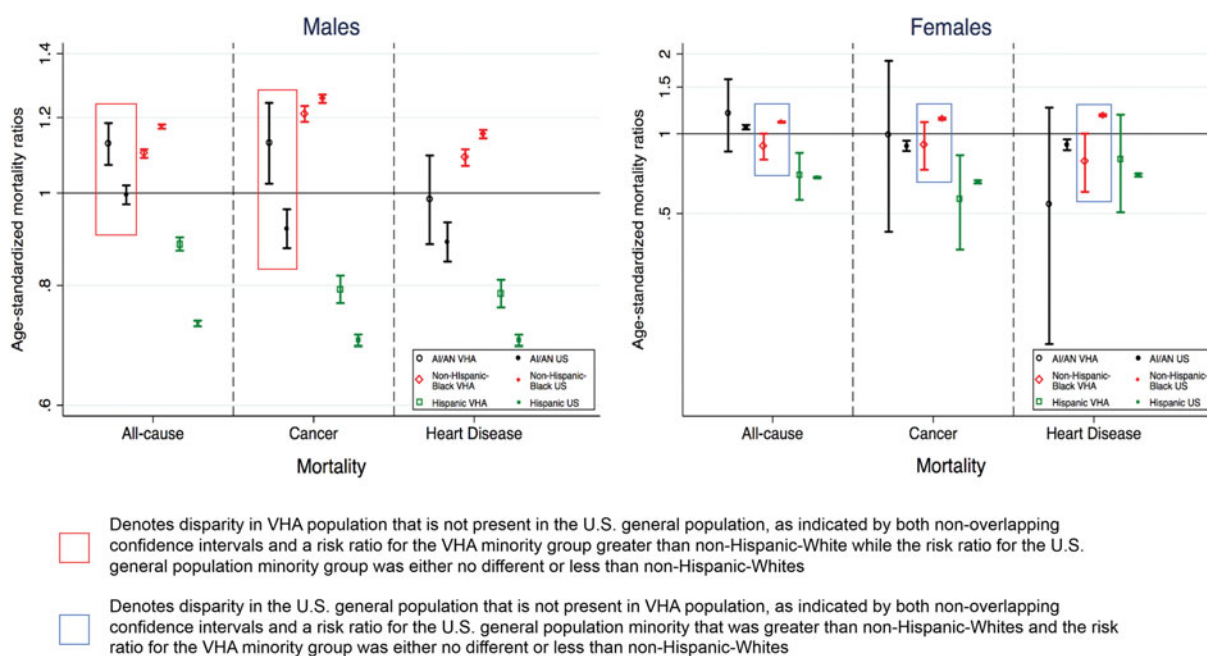 Males
Females
Age-standardized mortality ratios
1.4
1.2
1
.8
.6
AI/AN VHA
AI/AN US
Non-HIspanic-
Black VHA
Non-Hispanic-
Black US
Hispanic VHA
Hispanic US
All-cause
Cancer
Heart Disease
Mortality
Age-standardized mortality ratios
2
1.5
1
.5
AI/AN VHA
AI/AN US
Non-Hispanic-
Black VHA
Non-Hispanic-
Black US
Hispanic VHA
Hispanic US
All-cause
Cancer
Heart Disease
Mortality
Denotes disparity in VHA population that is not present in the U.S. general population, as indicated by both non-overlapping
confidence intervals and a risk ratio for the VHA minority group greater than non-Hispanic-White while the risk ratio for the U.S.
general population minority group was either no different or less than non-Hispanic-Whites
Denotes disparity in the U.S. general population that is not present in VHA population, as indicated by both non-overlapping
confidence intervals and a risk ratio for the U.S. general population minority that was greater than non-Hispanic-Whites and the risk
ratio for the VHA minority group was either no different or less than non-Hispanic-Whites